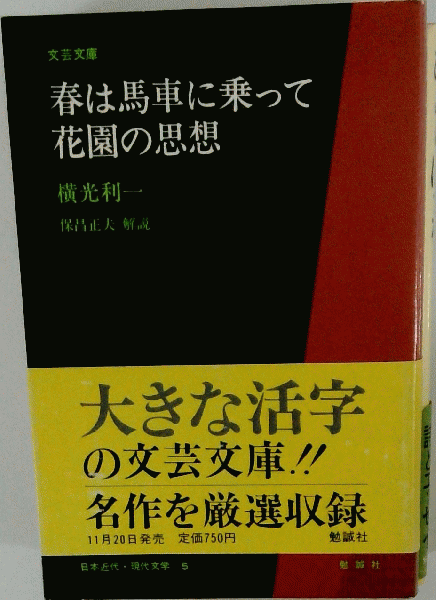 文芸文庫
春は馬車に乗って
花園の思想
横光利一
保昌正夫 解説
大きな活字
の文芸文庫!!
名作を厳選収録
11月20日発売 定価750円 勉誠社
日本近代・現代文学 5 勉誠社